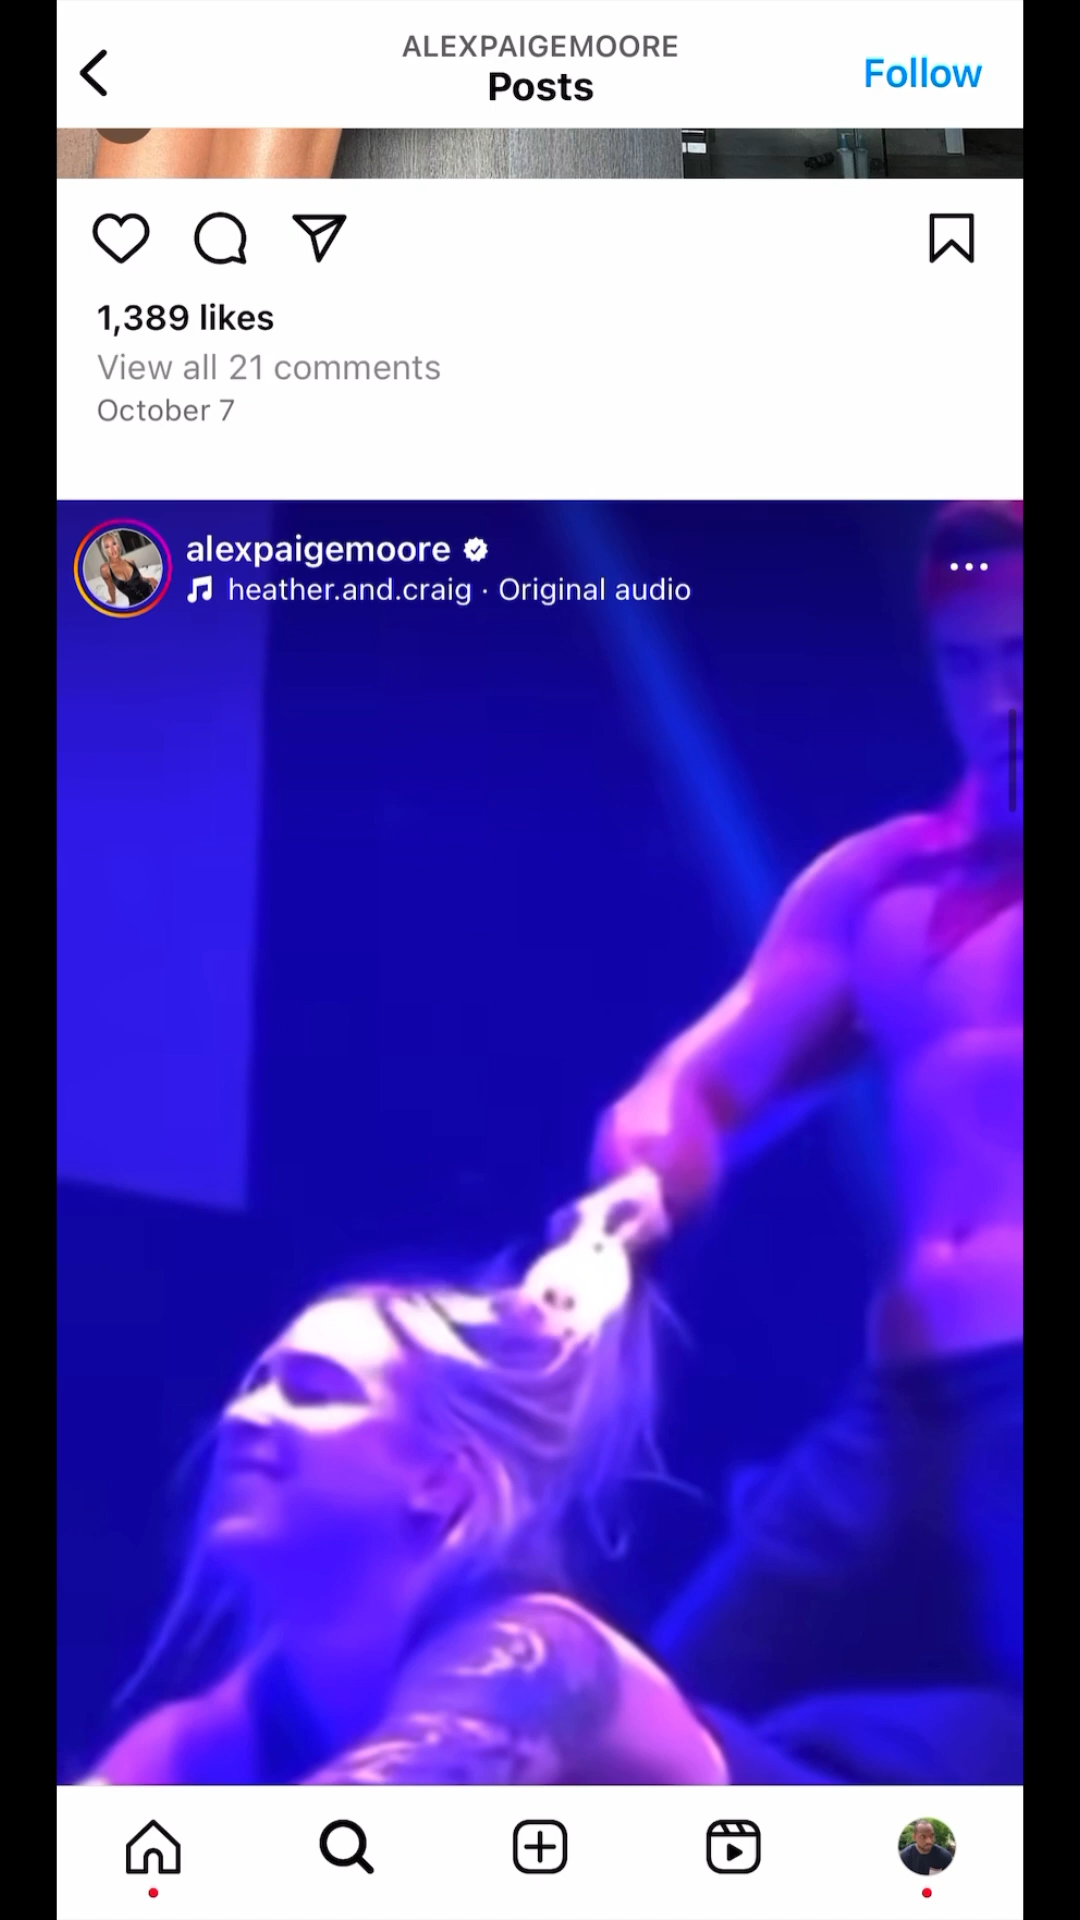 ALEXPAIGEMOORE
Posts
Follow
1,389 likes
View all 21 comments
October 7
alexpaigemoore
heather.and.craig · Original audio